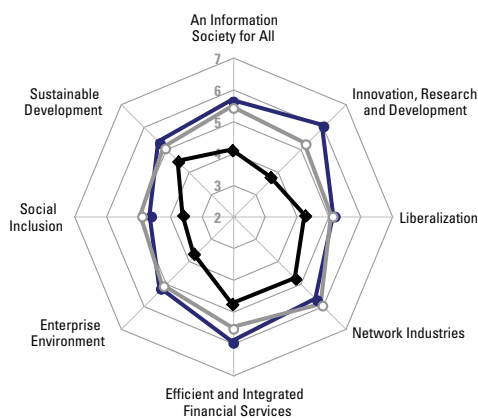 An Information
Society for All
Innovation, Research
and Development
Liberalization
Network Industries
Efficient and Integrated
Financial Services
Enterprise
Environment
Social
Inclusion
Sustainable
Development
7
6
5
4
3
2